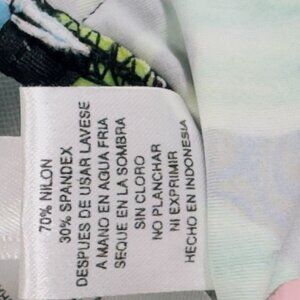 70% NILON
30% SPANDEX
DESPUES DE USAR LAVESE
A MANO EN AGUA FRIA
SEQUE EN LA SOMBRA
SIN CLORO
NO PLANCHAR
NI EXPRIMIR
HECHO EN INDONESIA